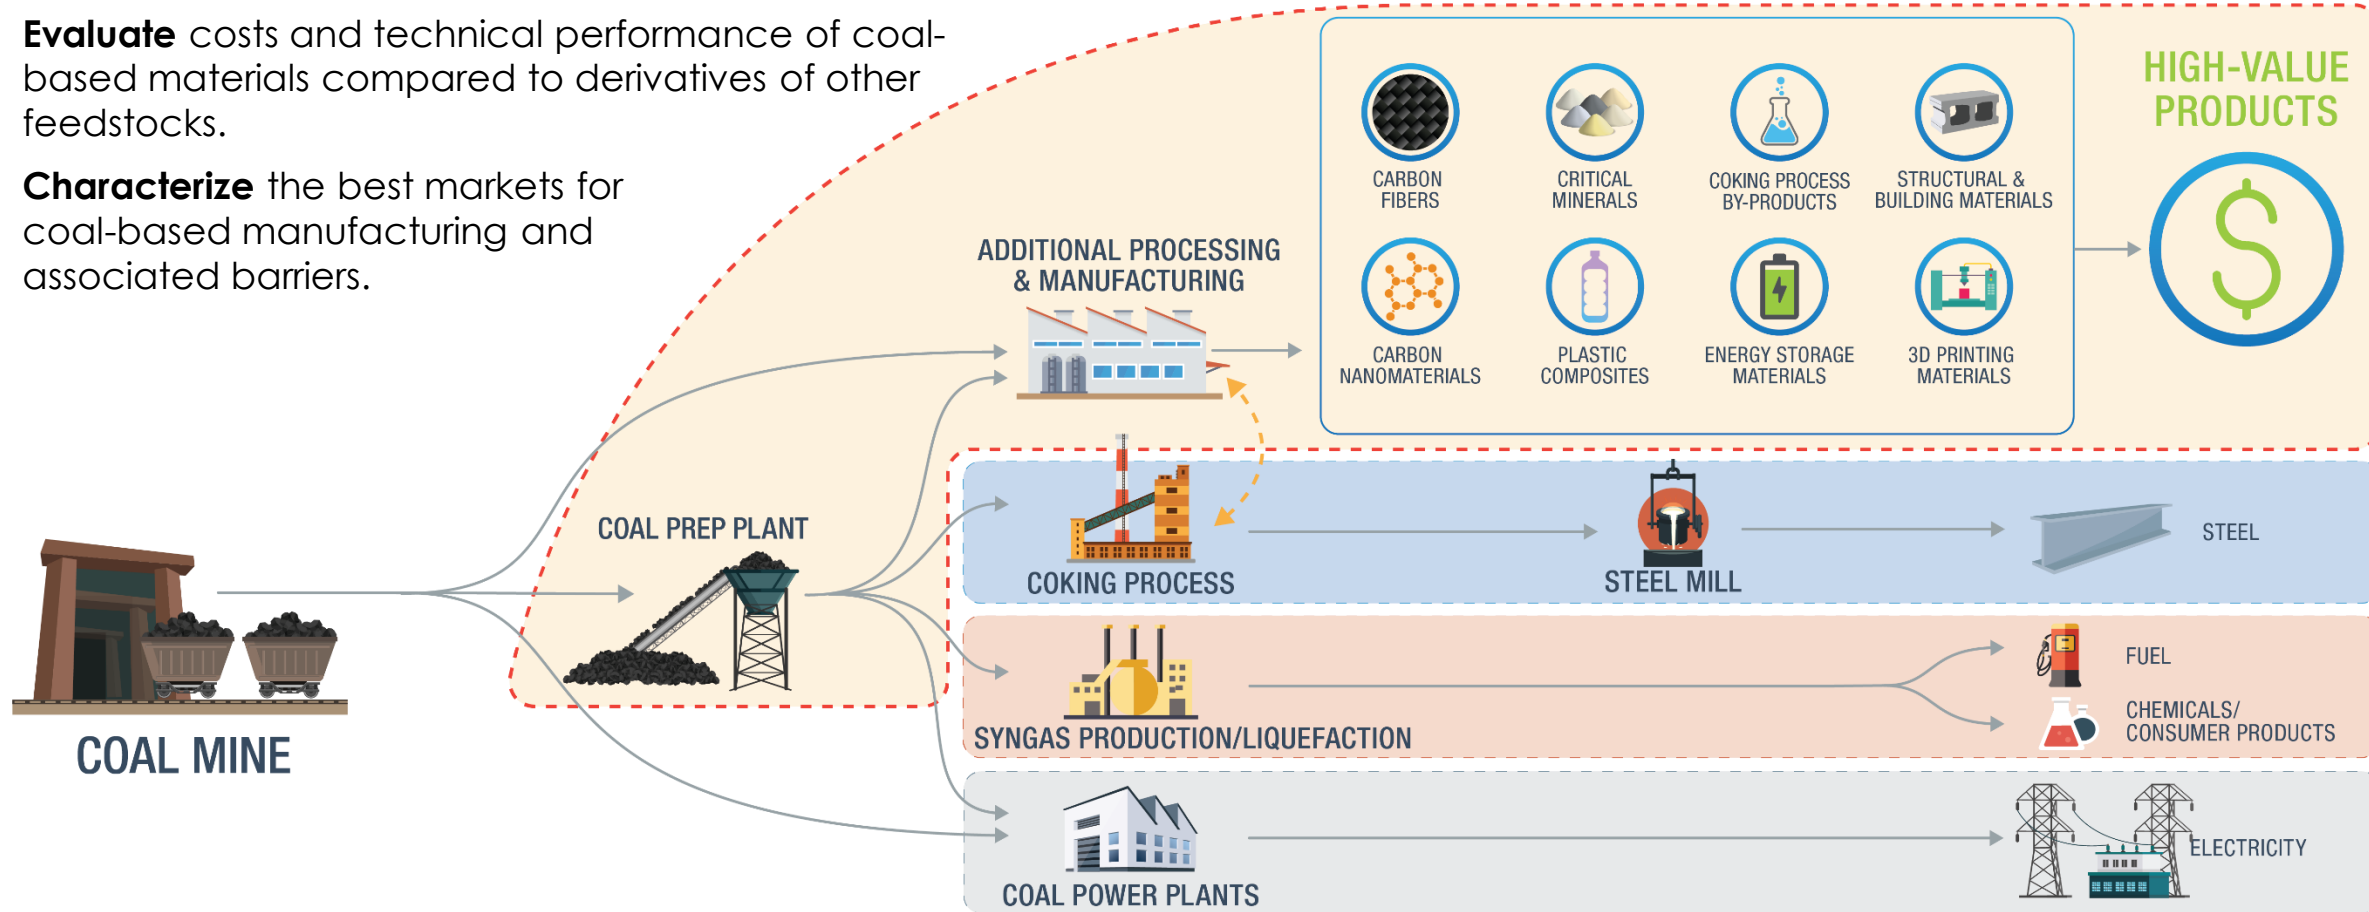 Evaluate costs and technical performance of coal-
based materials compared to derivatives of other
feedstocks.
Characterize the best markets for
coal-based manufacturing and
associated barriers.
HIGH-VALUE
PRODUCTS
CARBON
FIBERS
CRITICAL
MINERALS
COKING PROCESS
BY-PRODUCTS
STRUCTURAL &
BUILDING MATERIALS
CARBON
NANOMATERIALS
PLASTIC
COMPOSITES
ENERGY STORAGE
MATERIALS
3D PRINTING
MATERIALS
ADDITIONAL PROCESSING
& MANUFACTURING
COAL PREP PLANT
COAL MINE
COKING PROCESS
STEEL MILL
STEEL
SYNGAS PRODUCTION/LIQUEFACTION
FUEL
CHEMICALS/
CONSUMER PRODUCTS
COAL POWER PLANTS
ELECTRICITY